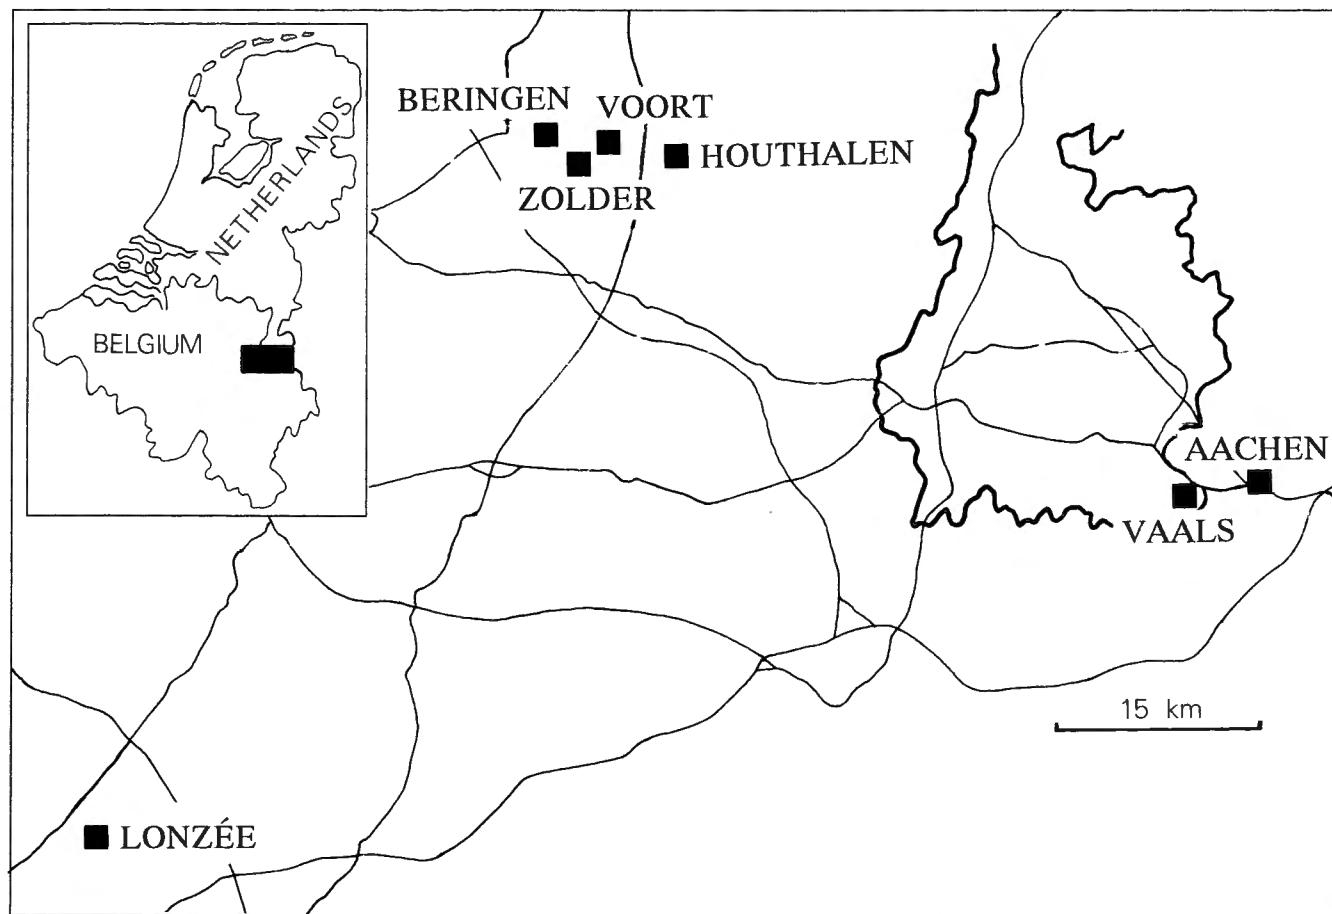 BERINGEN
VOORT
HOUTHALEN
ZOLDER
NETHERLANDS
BELGIUM
AACHEN
VAALS
15 km
LONZÉE